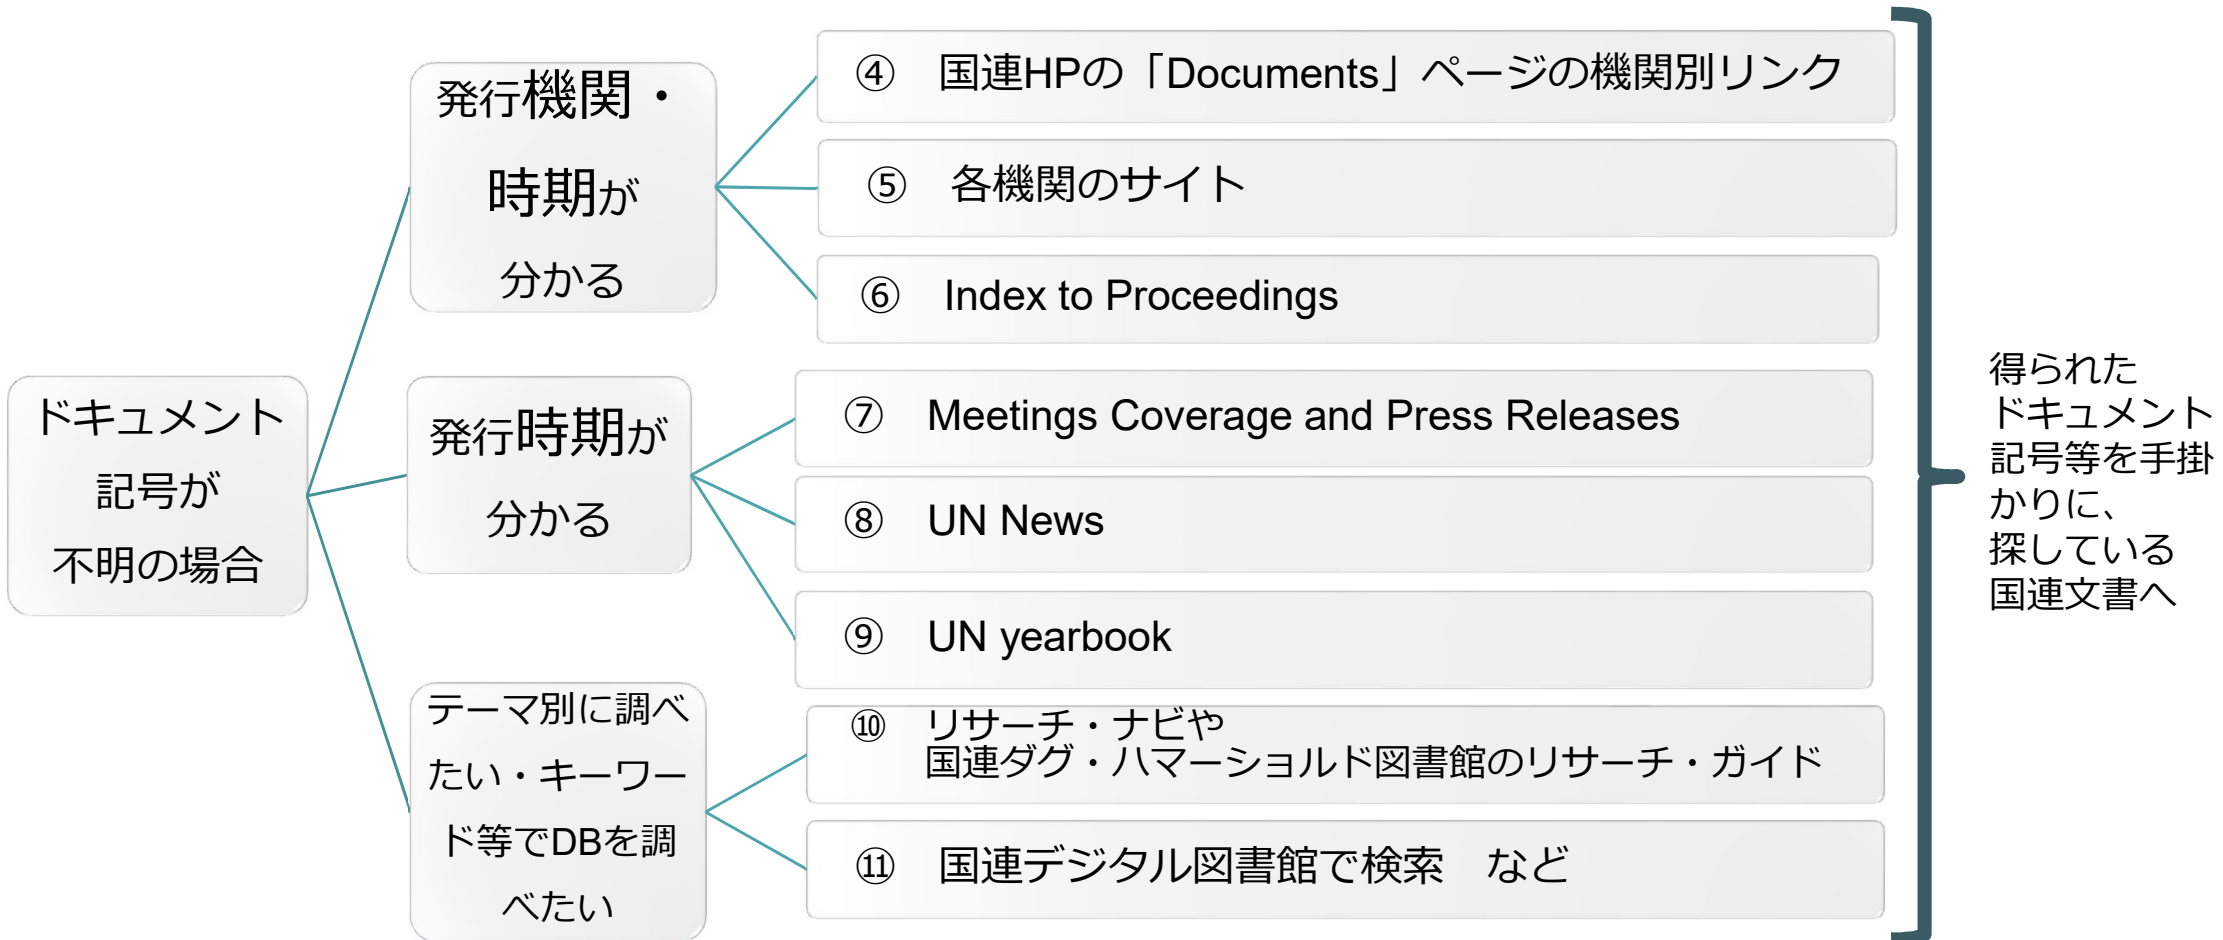 ドキュメント
記号が
不明の場合
発行機関・
時期が
分かる
④ 国連HPの「Documents」ページの機関別リンク
⑤ 各機関のサイト
⑥ Index to Proceedings
発行時期が
分かる
⑦ Meetings Coverage and Press Releases
⑧ UN News
⑨ UN yearbook
テーマ別に調べ
たい・キーワー
ド等でDBを調
べたい
⑩ リサーチ・ナビや
国連ダグ・ハマーショルド図書館のリサーチ・ガイド
⑪ 国連デジタル図書館で検索 など
得られた
ドキュメント
記号等を手掛
かりに、
探している
国連文書へ